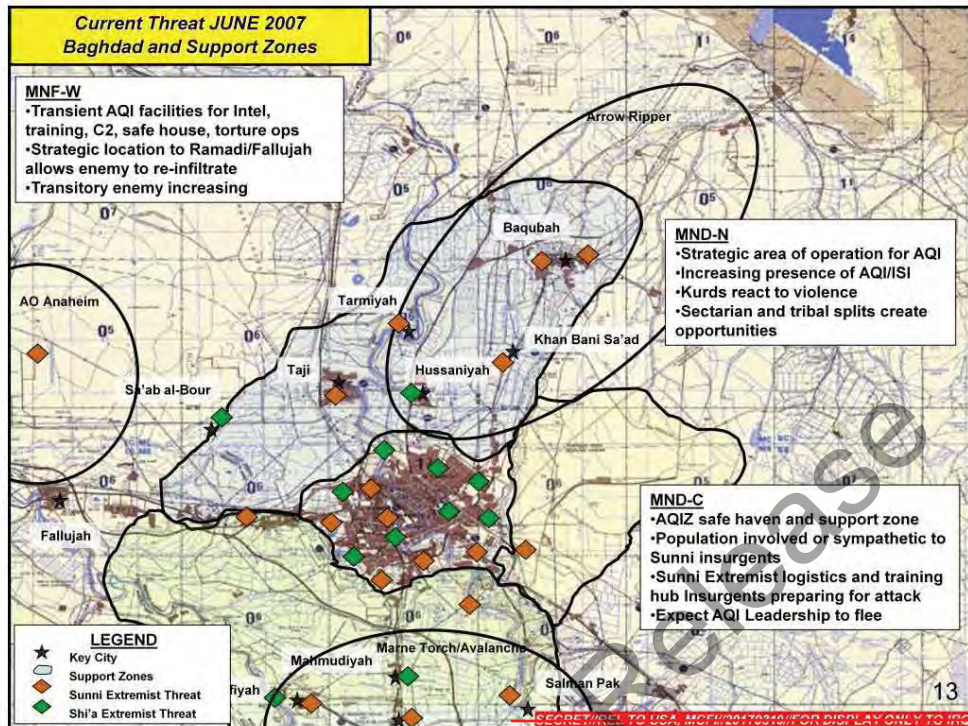 Current Threat JUNE 2007
Baghdad and Support Zones
MNF-W
•Transient AQI facilities for Intel,
training, C2, safe house, torture ops
•Strategic location to Ramadi/Fallujah
allows enemy to re-infiltrate
•Transitory enemy increasing
Arrow Ripper
Baqubah
MND-N
•Strategic area of operation for AQI
•Increasing presence of AQI/ISI
•Kurds react to violence
•Sectarian and tribal splits create
opportunities
AO Anaheim
Tarmiyah
Khan Bani Sa'ad
Hussaniyah
Taji
Sa'ab al-Bour
Fallujah
MND-C
•AQIZ safe haven and support zone
•Population involved or sympathetic to
Sunni insurgents
•Sunni Extremist logistics and training
hub Insurgents preparing for attack
•Expect AQI Leadership to flee
LEGEND
Key City
Support Zones
Sunni Extremist Threat
Shi'a Extremist Threat
Marne Torch/Avalanche
Mahmudiyah
fiyah
Salman Pak
Release
13